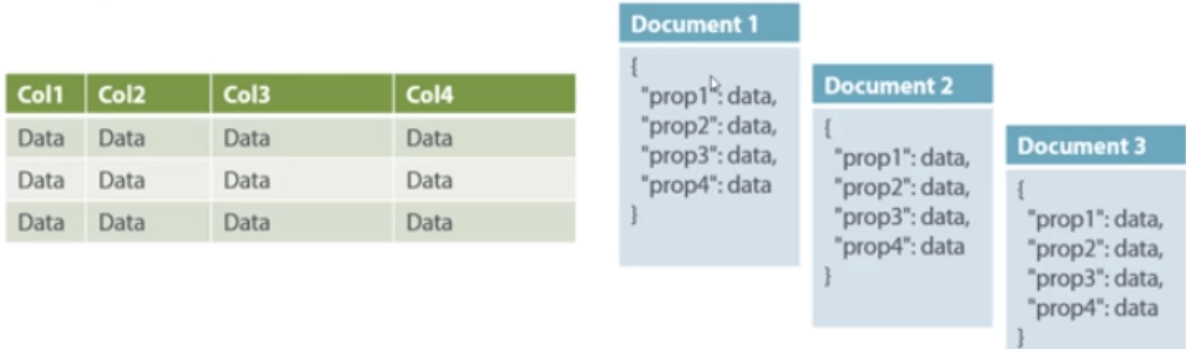 Col1 Col2 Col3 Col4
Data Data Data Data
Data Data Data Data
Data Data Data Data
Document 1
{
"prop1": data,
"prop2": data,
"prop3": data,
"prop4": data
}
Document 2
{
"prop1": data,
"prop2": data,
"prop3": data,
"prop4": data
}
Document 3
{
"prop1": data,
"prop2": data,
"prop3": data,
"prop4": data
}